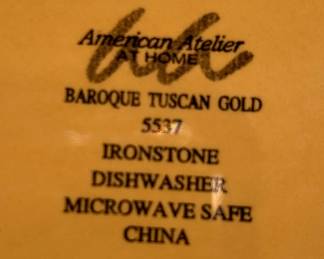 American Atelier
AT HOME
BAROQUE TUSCAN GOLD
5537
IRONSTONE
DISHWASHER
MICROWAVE SAFE
CHINA